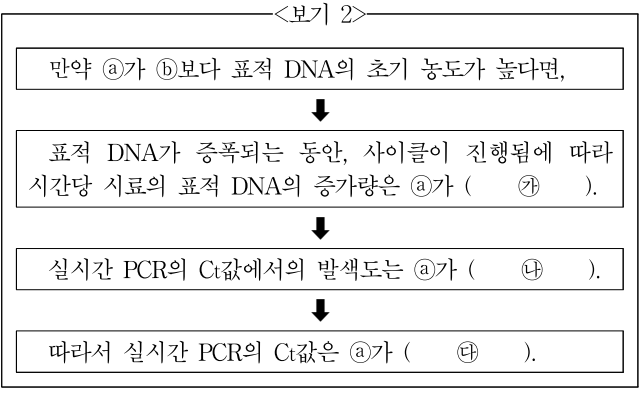 <보기 2>
만약 ⓐ가 ⓑ보다 표적 DNA의 초기 농도가 높다면,
표적 DNA가 증폭되는 동안, 사이클이 진행됨에 따라
시간당 시료의 표적 DNA의 증가량은 ⓐ가 ( ㉮ ).
실시간 PCR의 Ct값에서의 발색도는 ⓐ가 ( ㉯ ).
따라서 실시간 PCR의 Ct값은 ⓐ가 ( ㉰ ).